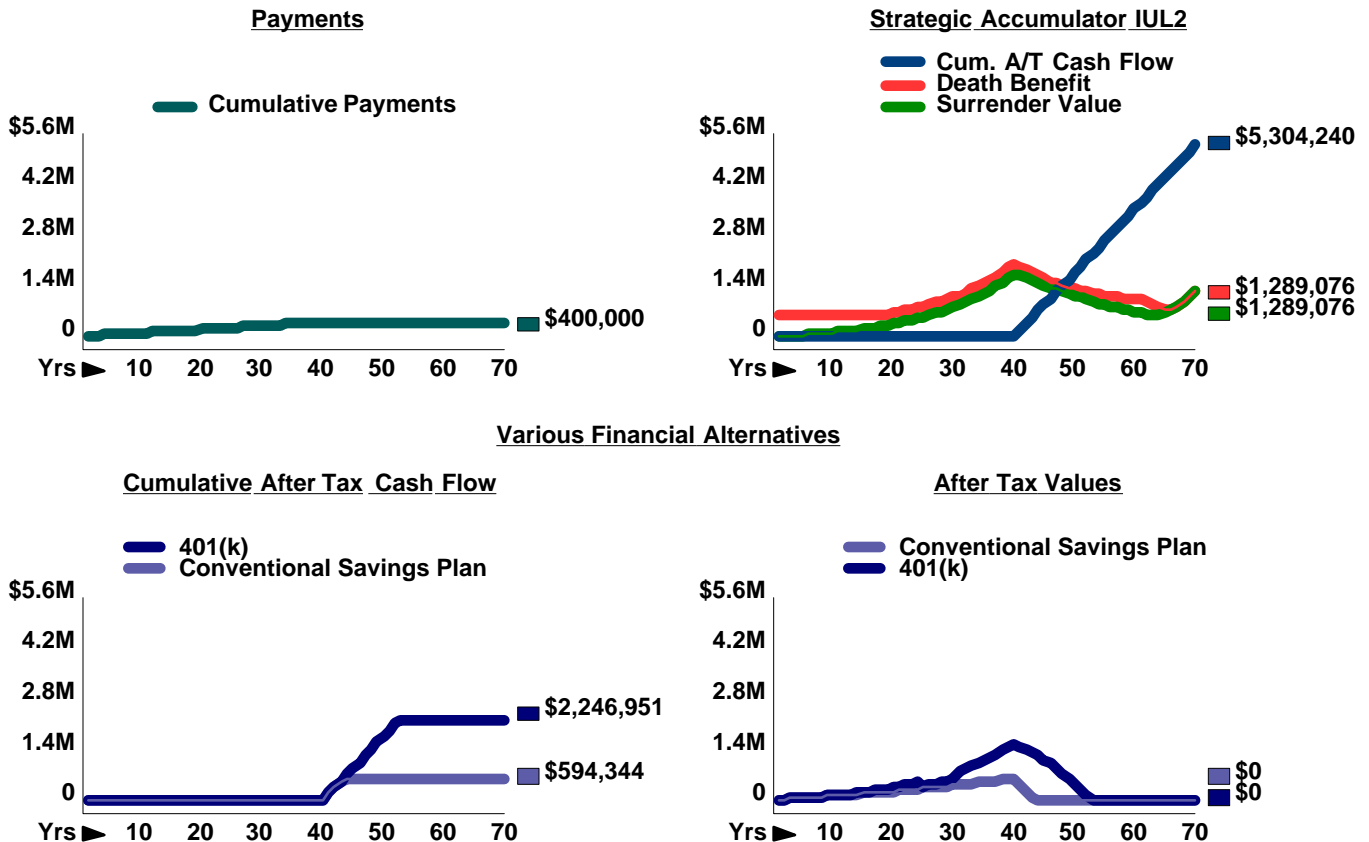 Payments
Cumulative Payments
$5.6M
4.2M
2.8M
1.4M
0
$400,000
Yrs 10 20 30 40 50 60 70
Strategic Accumulator IUL2
Cum. A/T Cash Flow
Death Benefit
Surrender Value
$5.6M
4.2M
2.8M
1.4M
0
$5,304,240
$1,289,076
$1,289,076
Yrs 10 20 30 40 50 60 70
Various Financial Alternatives
Cumulative After Tax Cash Flow
401(k)
Conventional Savings Plan
$5.6M
4.2M
2.8M
1.4M
0
$2,246,951
$594,344
Yrs 10 20 30 40 50 60 70
After Tax Values
Conventional Savings Plan
401(k)
$5.6M
4.2M
2.8M
1.4M
0
$0
$0
Yrs 10 20 30 40 50 60 70